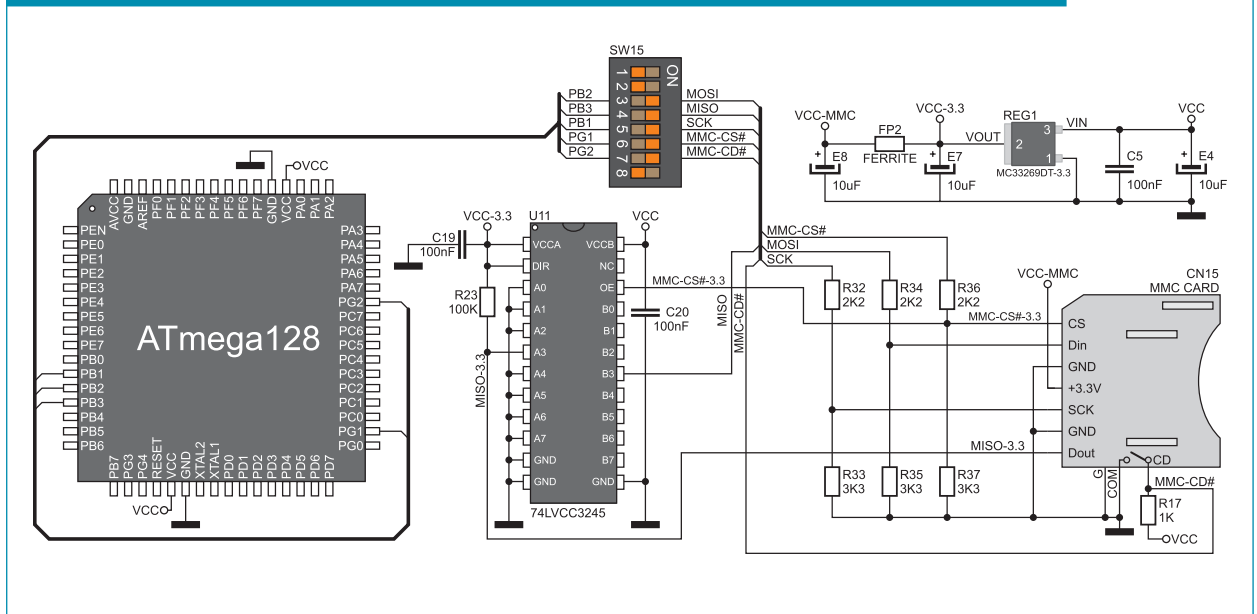 SW15
ON
1
2
3
4
5
6
7
8
PB2
PB3
PB1
PG1
PG2
MOSI
MISO
SCK
MMC-CS#
MMC-CD#
VCC-MMC
VCC-3.3
REG1
VCC
FP2
FERRITE
VOUT
VIN
3
2
1
MC33269DT-3.3
+
E8
10uF
+
E7
10uF
C5
100nF
+
E4
10uF
VCC
AVCC
GND
AREF
PF0
PF1
PF2
PF3
PF4
PF5
PF6
PF7
GND
VCC
PA0
PA1
PA2
PEN
PE0
PE1
PE2
PE3
PE4
PE5
PE6
PE7
PB0
PB1
PB2
PB3
PB4
PB5
PB6
ATmega128
PA3
PA4
PA5
PA6
PA7
PG2
PC7
PC6
PC5
PC4
PC3
PC2
PC1
PC0
PG1
PG0
PB7
PG3
PG4
RESET
VCC
GND
XTAL2
XTAL1
PD0
PD1
PD2
PD3
PD4
PD5
PD6
PD7
VCC
VCC-3.3
U11
VCC
C19
100nF
R23
100K
C20
100nF
MISO-3.3
VCCA
DIR
A0
A1
A2
A3
A4
A5
A6
A7
GND
GND
VCCB
NC
OE
B0
B1
B2
B3
B4
B5
B6
B7
GND
74LVCC3245
MMC-CS#-3.3
MISO
MMC-CD#
MMC-CS#
MOSI
SCK
R32
2K2
R34
2K2
R36
2K2
VCC-MMC
CN15
MMC CARD
MMC-CS#-3.3
CS
Din
GND
+3.3V
SCK
GND
Dout
MISO-3.3
R33
3K3
R35
3K3
R37
3K3
G
COM
CD
MMC-CD#
R17
1K
VCC